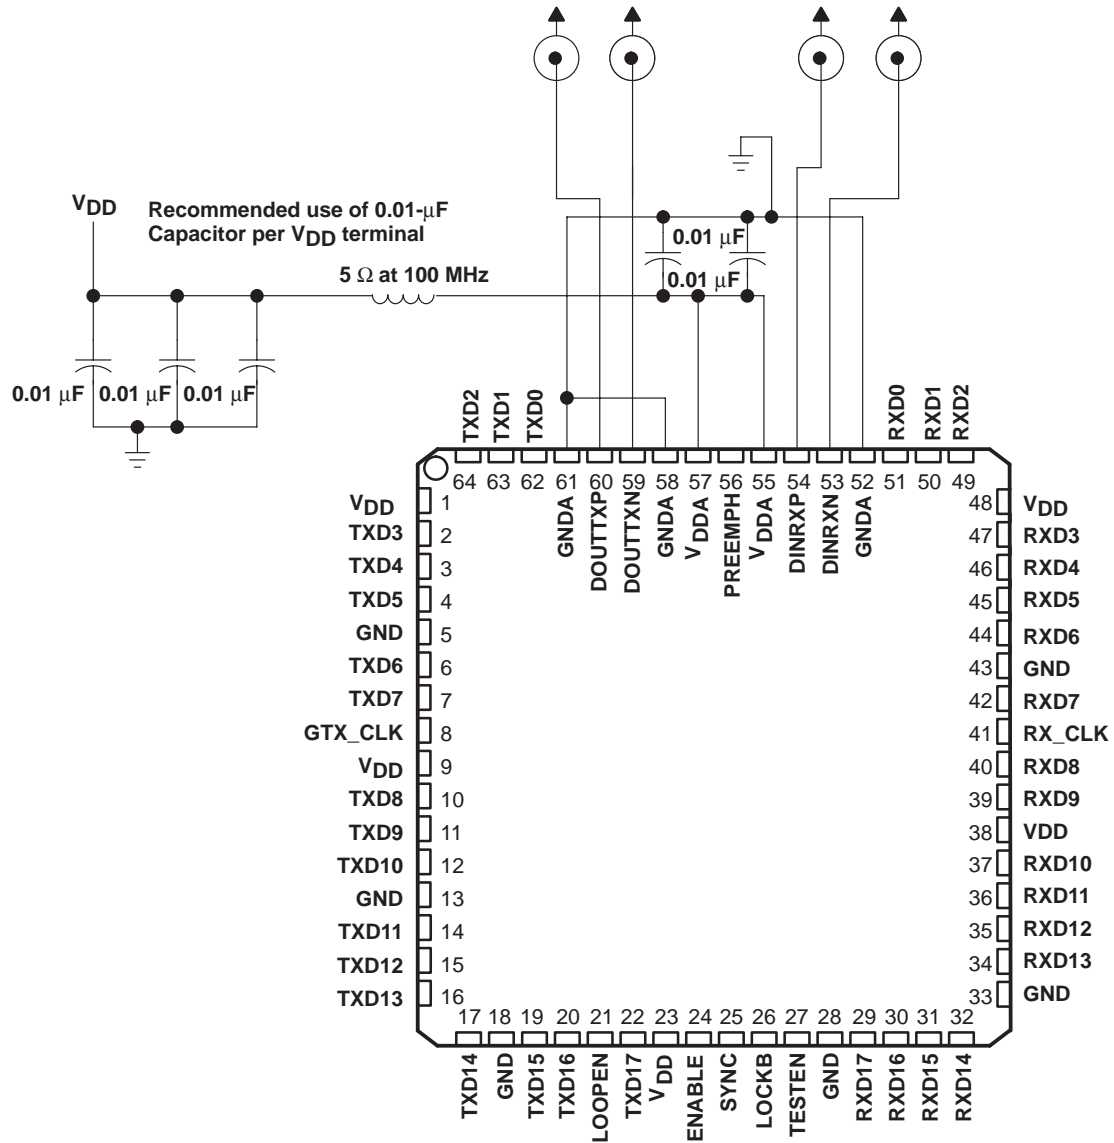 VDD
Recommended use of 0.01-μF
Capacitor per VDD terminal
5 Ω at 100 MHz
0.01 μF
0.01 μF
0.01 μF
0.01 μF
0.01 μF
TXD2
TXD1
TXD0
RXD0
RXD1
RXD2
64
63
62
61
60
59
58
57
56
55
54
53
52
51
50
49
GNDA
DOUTTXP
DOUTTXN
GNDA
VDDA
PREEMPH
VDDA
DINRXP
DINRXN
GNDA
VDD 1
TXD3 2
TXD4 3
TXD5 4
GND 5
TXD6 6
TXD7 7
GTX_CLK 8
VDD 9
TXD8 10
TXD9 11
TXD10 12
GND 13
TXD11 14
TXD12 15
TXD13 16
48 VDD
47 RXD3
46 RXD4
45 RXD5
44 RXD6
43 GND
42 RXD7
41 RX_CLK
40 RXD8
39 RXD9
38 VDD
37 RXD10
36 RXD11
35 RXD12
34 RXD13
33 GND
17
18
19
20
21
22
23
24
25
26
27
28
29
30
31
32
TXD14
GND
TXD15
TXD16
LOOPEN
TXD17
VDD
ENABLE
SYNC
LOCKB
TESTEN
GND
RXD17
RXD16
RXD15
RXD14